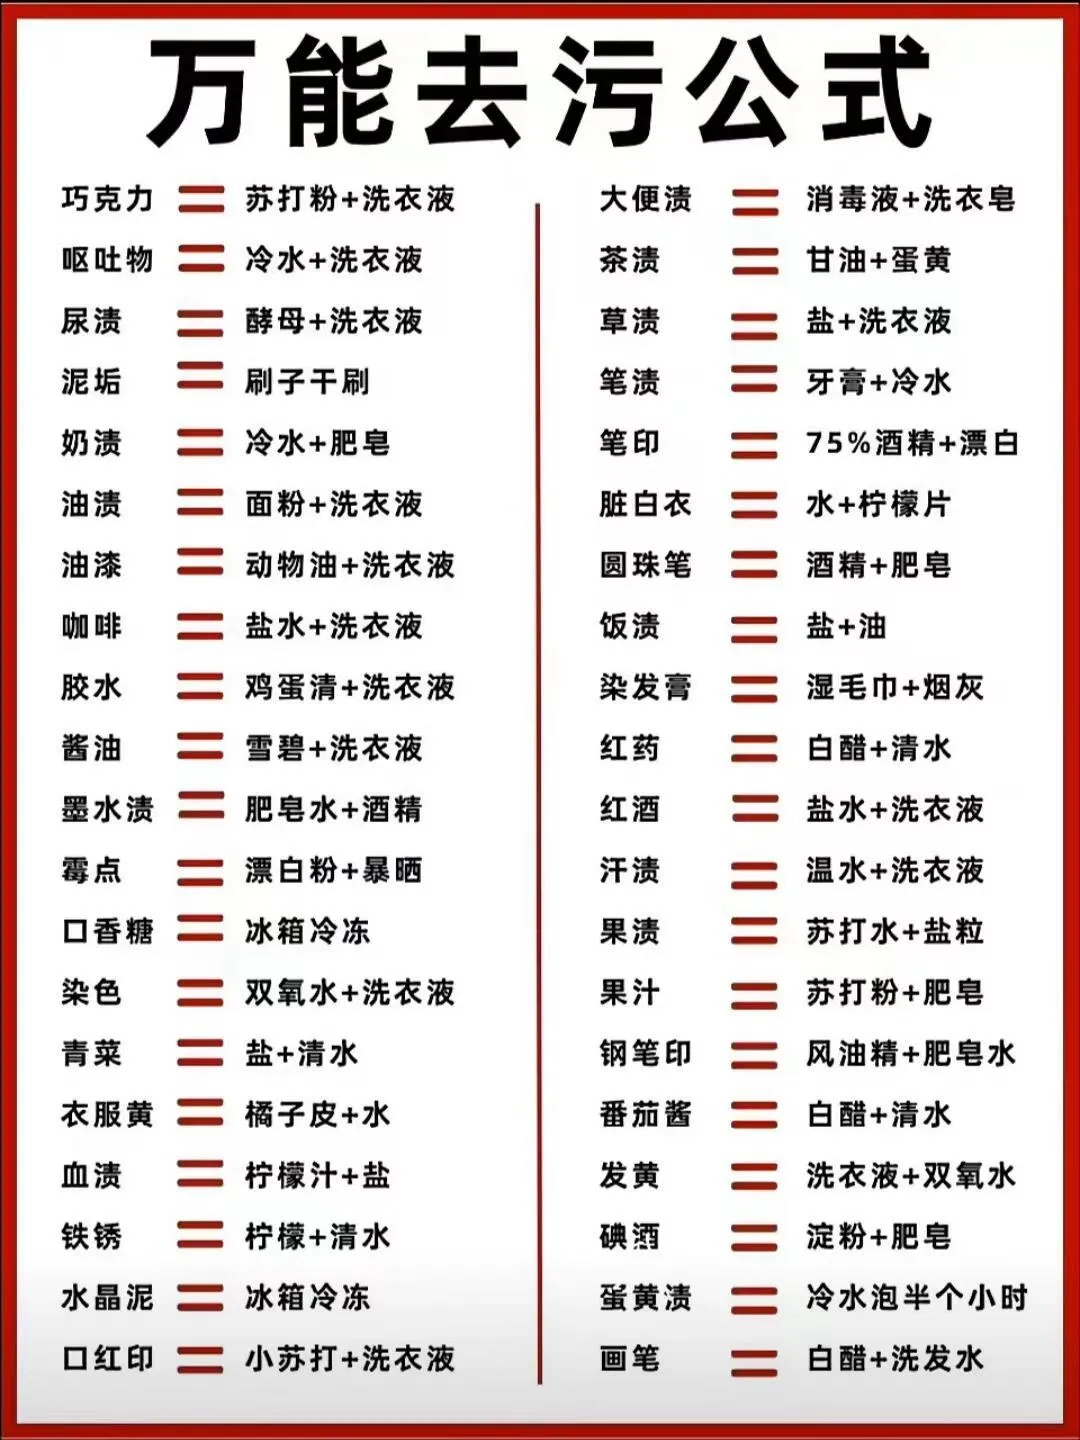 万能去污公式
巧克力 = 苏打粉+洗衣液
呕吐物 = 冷水+洗衣液
尿渍 = 酵母+洗衣液
泥垢 = 刷子干刷
奶渍 = 冷水+肥皂
油渍 = 面粉+洗衣液
油漆 = 动物油+洗衣液
咖啡 = 盐水+洗衣液
胶水 = 鸡蛋清+洗衣液
酱油 = 雪碧+洗衣液
墨水渍 = 肥皂水+酒精
霉点 = 漂白粉+暴晒
口香糖 = 冰箱冷冻
染色 = 双氧水+洗衣液
青菜 = 盐+清水
衣服黄 = 橘子皮+水
血渍 = 柠檬汁+盐
铁锈 = 柠檬+清水
水晶泥 = 冰箱冷冻
口红印 = 小苏打+洗衣液
大便渍 = 消毒液+洗衣皂
茶渍 = 甘油+蛋黄
草渍 = 盐+洗衣液
笔渍 = 牙膏+冷水
笔印 = 75%酒精+漂白
脏白衣 = 水+柠檬片
圆珠笔 = 酒精+肥皂
饭渍 = 盐+油
染发膏 = 湿毛巾+烟灰
红药 = 白醋+清水
红酒 = 盐水+洗衣液
汗渍 = 温水+洗衣液
果渍 = 苏打水+盐粒
果汁 = 苏打粉+肥皂
钢笔印 = 风油精+肥皂水
番茄酱 = 白醋+清水
发黄 = 洗衣液+双氧水
碘酒 = 淀粉+肥皂
蛋黄渍 = 冷水泡半个小时
画笔 = 白醋+洗发水